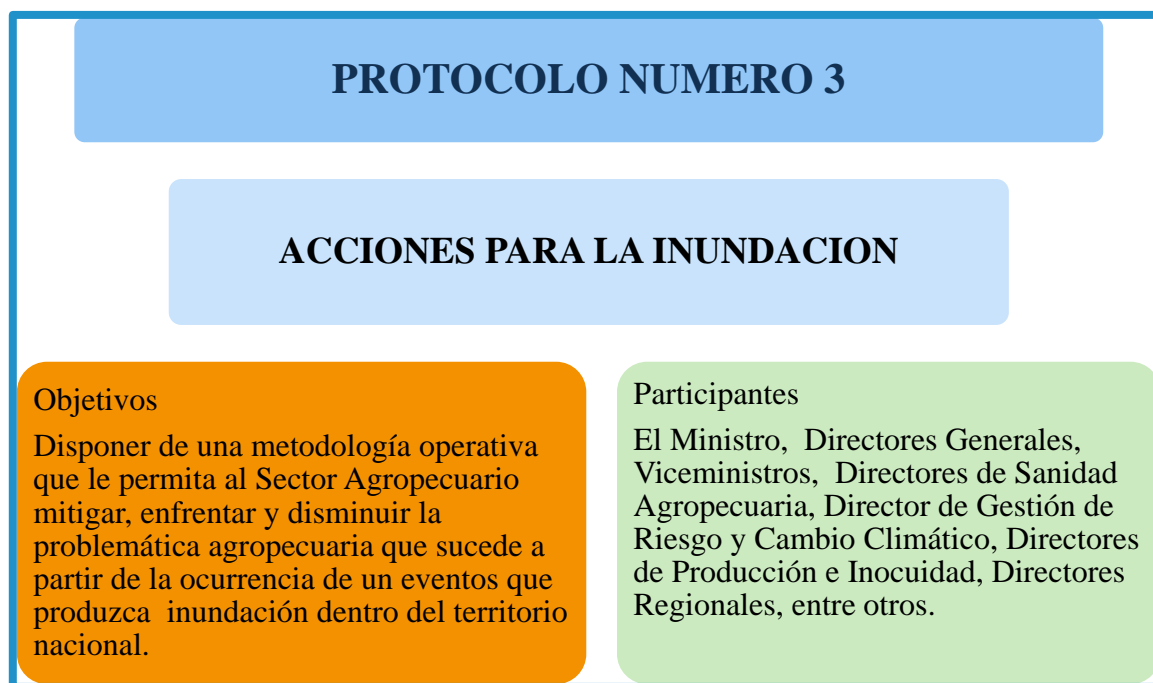 PROTOCOLO NUMERO 3
ACCIONES PARA LA INUNDACION
Objetivos
Disponer de una metodología operativa
que le permita al Sector Agropecuario
mitigar, enfrentar y disminuir la
problemática agropecuaria que sucede a
partir de la ocurrencia de un eventos que
produzca inundación dentro del territorio
nacional.
Participantes
El Ministro, Directores Generales,
Viceministros, Directores de Sanidad
Agropecuaria, Director de Gestión de
Riesgo y Cambio Climático, Directores
de Producción e Inocuidad, Directores
Regionales, entre otros.